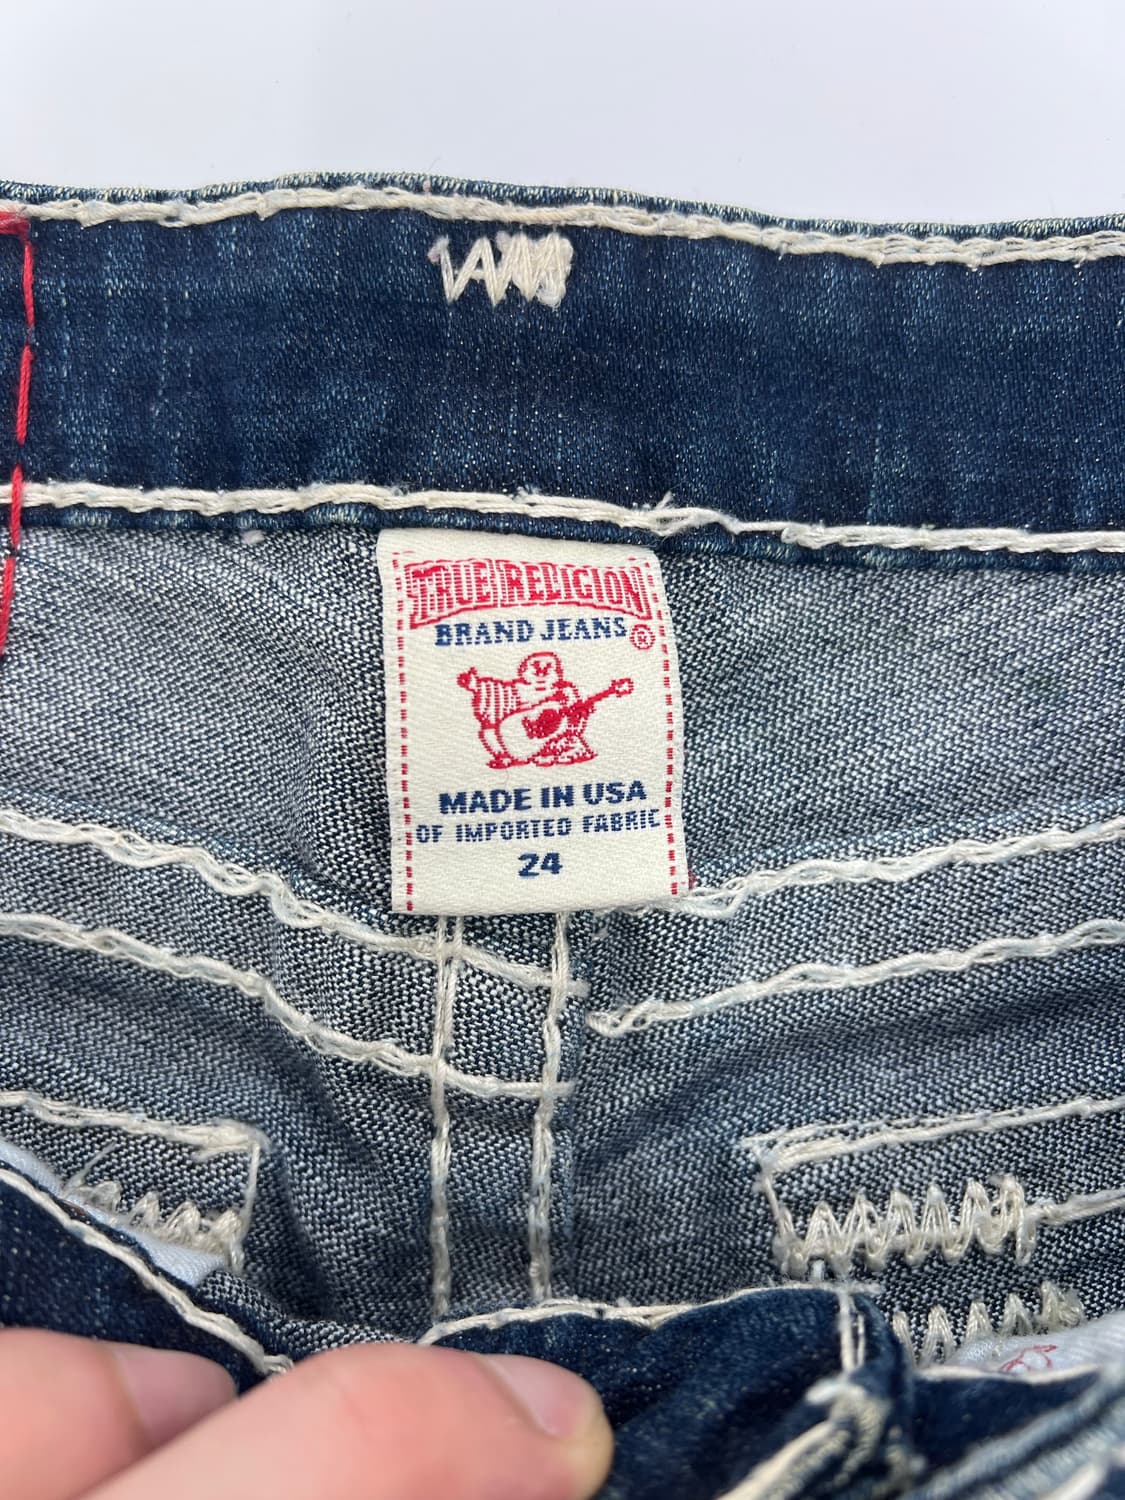 TRUE RELIGION
BRAND JEANS®
MADE IN USA
OF IMPORTED FABRIC
24